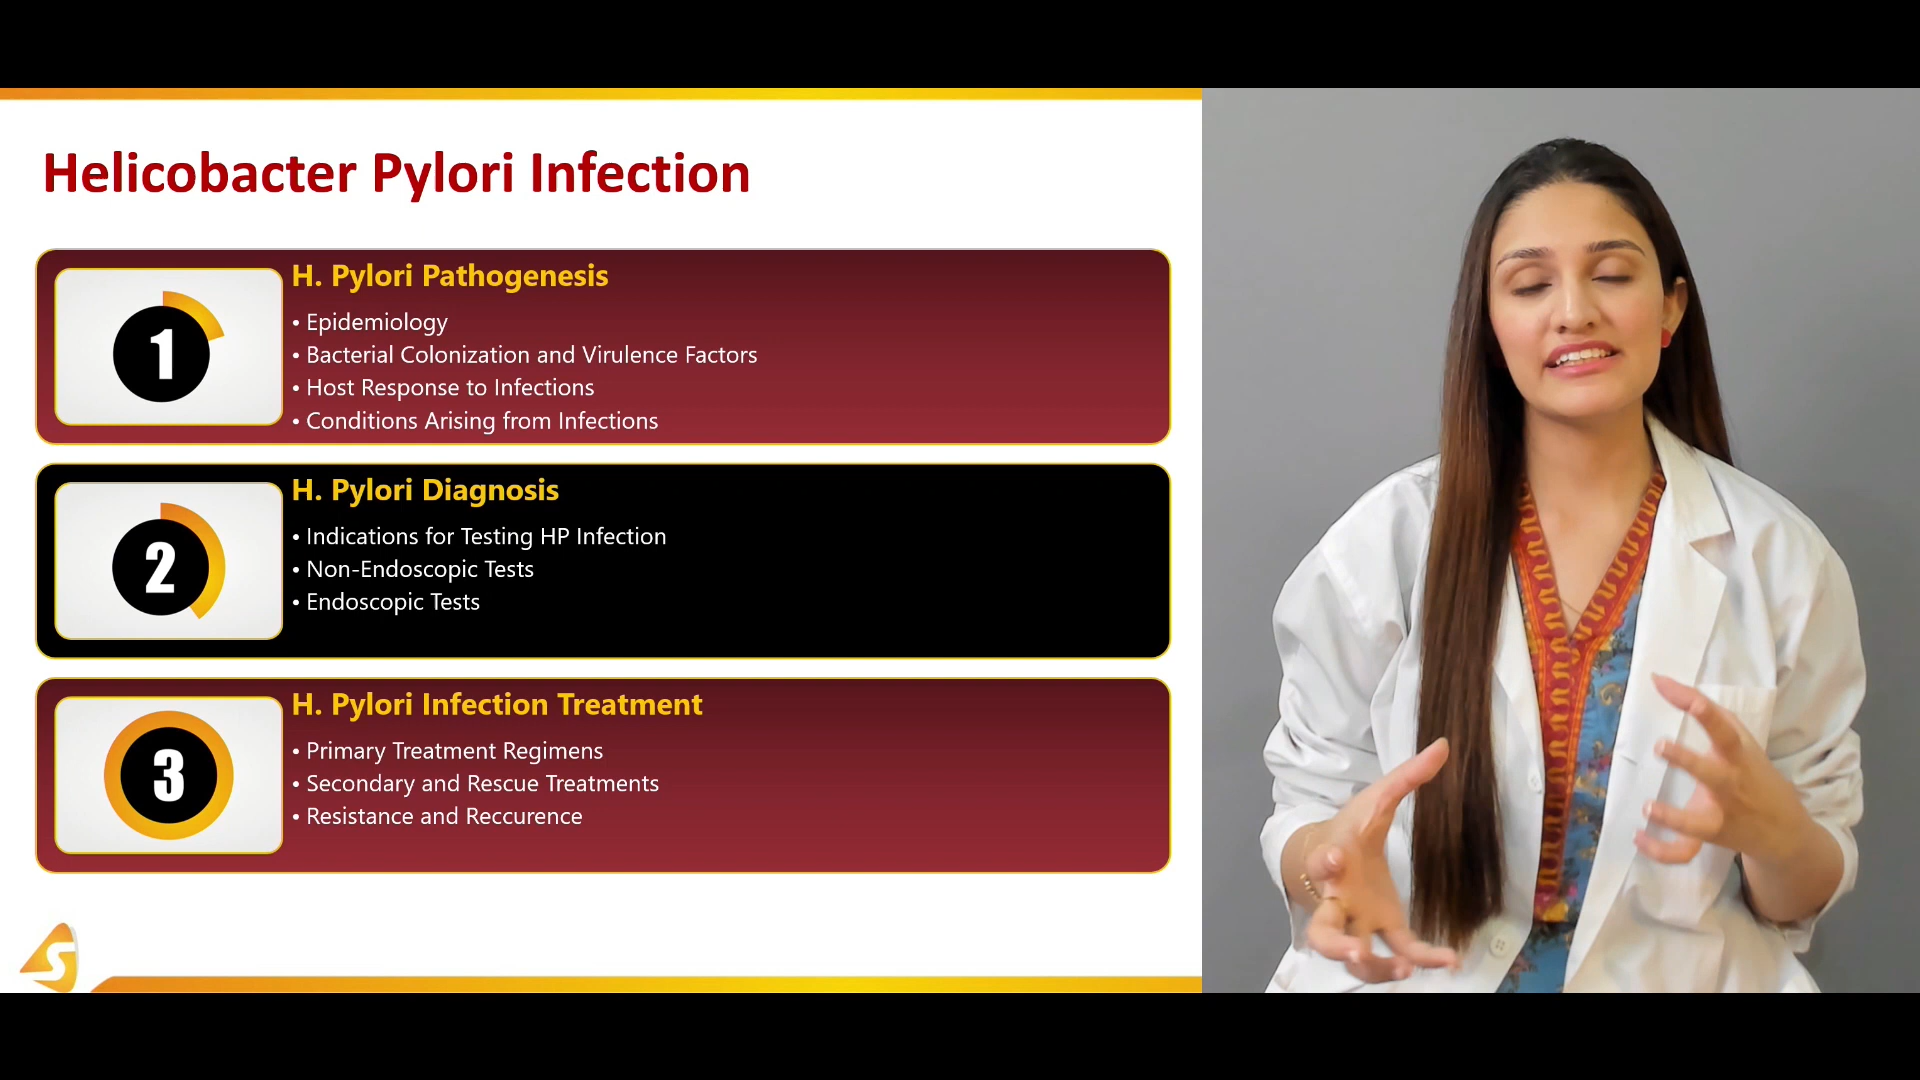 Helicobacter Pylori Infection
1
H. Pylori Pathogenesis
• Epidemiology
• Bacterial Colonization and Virulence Factors
• Host Response to Infections
• Conditions Arising from Infections
2
H. Pylori Diagnosis
• Indications for Testing HP Infection
• Non-Endoscopic Tests
• Endoscopic Tests
3
H. Pylori Infection Treatment
• Primary Treatment Regimens
• Secondary and Rescue Treatments
• Resistance and Reccurence
S